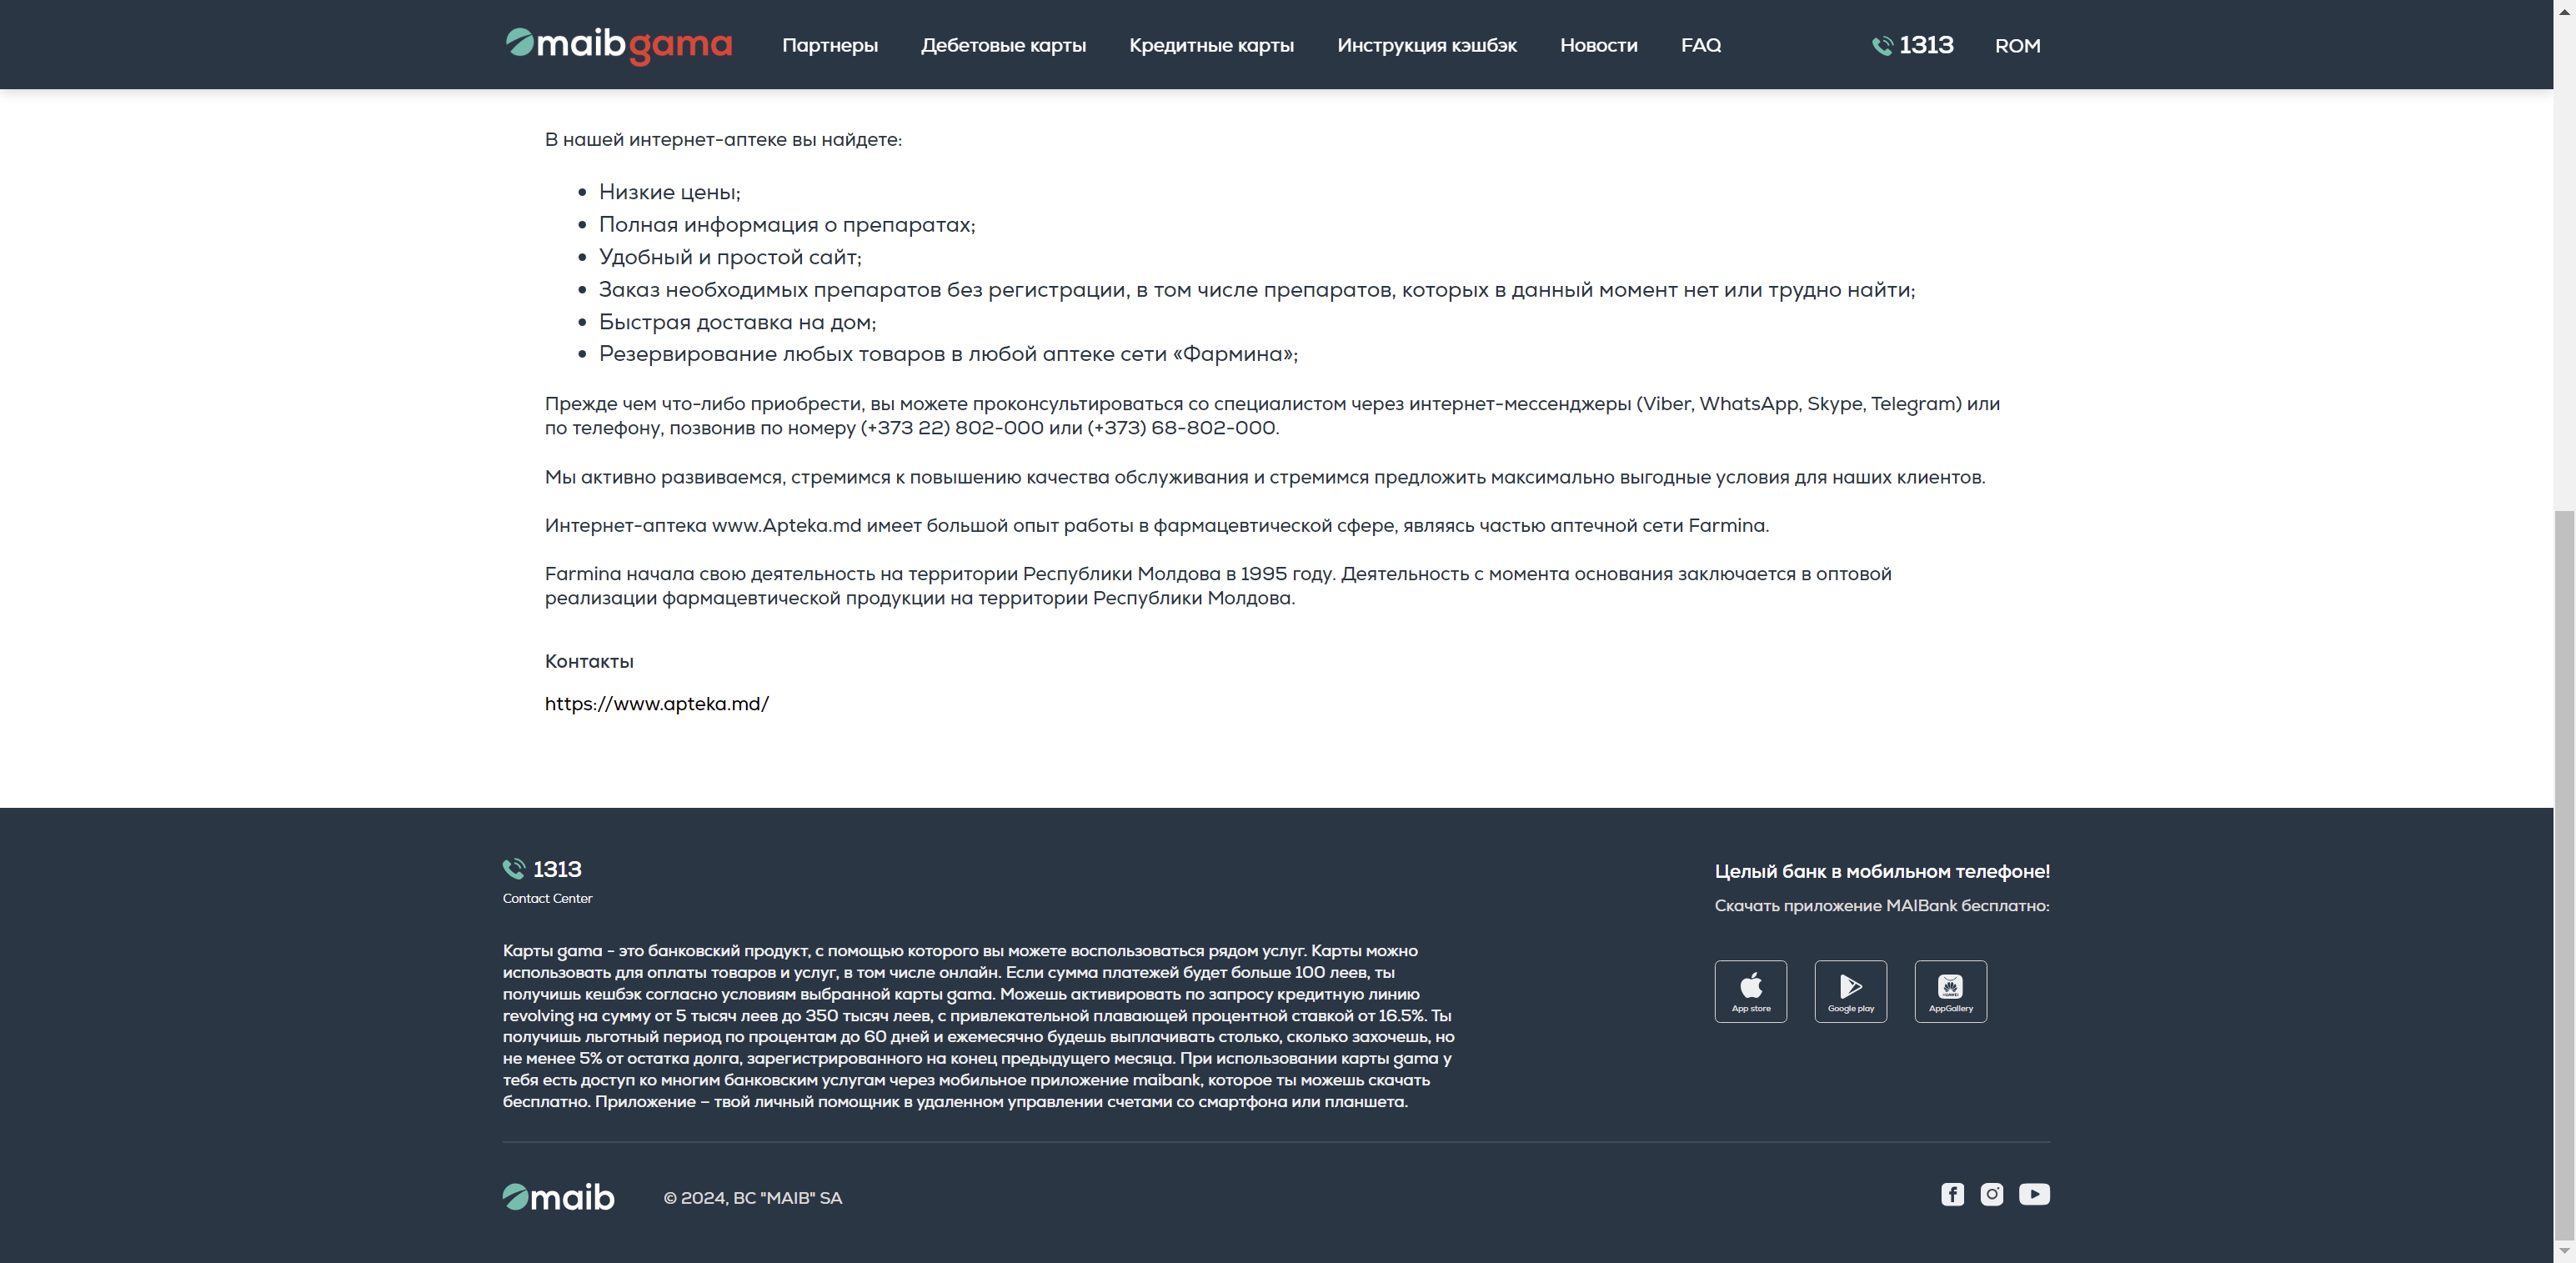 maib gama Партнеры Дебетовые карты Кредитные карты Инструкция кэшбэк Новости FAQ 1313 ROM
В нашей интернет-аптеке вы найдете:
Низкие цены;
Полная информация о препаратах;
Удобный и простой сайт;
Заказ необходимых препаратов без регистрации, в том числе препаратов, которых в данный момент нет или трудно найти;
Быстрая доставка на дом;
Резервирование любых товаров в любой аптеке сети «Фармина»;
Прежде чем что-либо приобрести, вы можете проконсультироваться со специалистом через интернет-мессенджеры (Viber, WhatsApp, Skype, Telegram) или
по телефону, позвонив по номеру (+373 22) 802-000 или (+373) 68-802-000.
Мы активно развиваемся, стремимся к повышению качества обслуживания и стремимся предложить максимально выгодные условия для наших клиентов.
Интернет-аптека www.Apteka.md имеет большой опыт работы в фармацевтической сфере, являясь частью аптечной сети Farmina.
Farmina начала свою деятельность на территории Республики Молдова в 1995 году. Деятельность с момента основания заключается в оптовой
реализации фармацевтической продукции на территории Республики Молдова.
Контакты
https://www.apteka.md/
1313
Contact Center
Карты gama - это банковский продукт, с помощью которого вы можете воспользоваться рядом услуг. Карты можно
использовать для оплаты товаров и услуг, в том числе онлайн. Если сумма платежей будет больше 100 леев, ты
получишь кешбэк согласно условиям выбранной карты gama. Можешь активировать по запросу кредитную линию
revolving на сумму от 5 тысяч леев до 350 тысяч леев, с привлекательной плавающей процентной ставкой от 16.5%. Ты
получишь льготный период по процентам до 60 дней и ежемесячно будешь выплачивать столько, сколько захочешь, но
не менее 5% от остатка долга, зарегистрированного на конец предыдущего месяца. При использовании карты gama у
тебя есть доступ ко многим банковским услугам через мобильное приложение maibank, которое ты можешь скачать
бесплатно. Приложение – твой личный помощник в удаленном управлении счетами со смартфона или планшета.
Целый банк в мобильном телефоне!
Скачать приложение MAIBank бесплатно:
App store Google play AppGallery
maib © 2024, BC "MAIB" SA